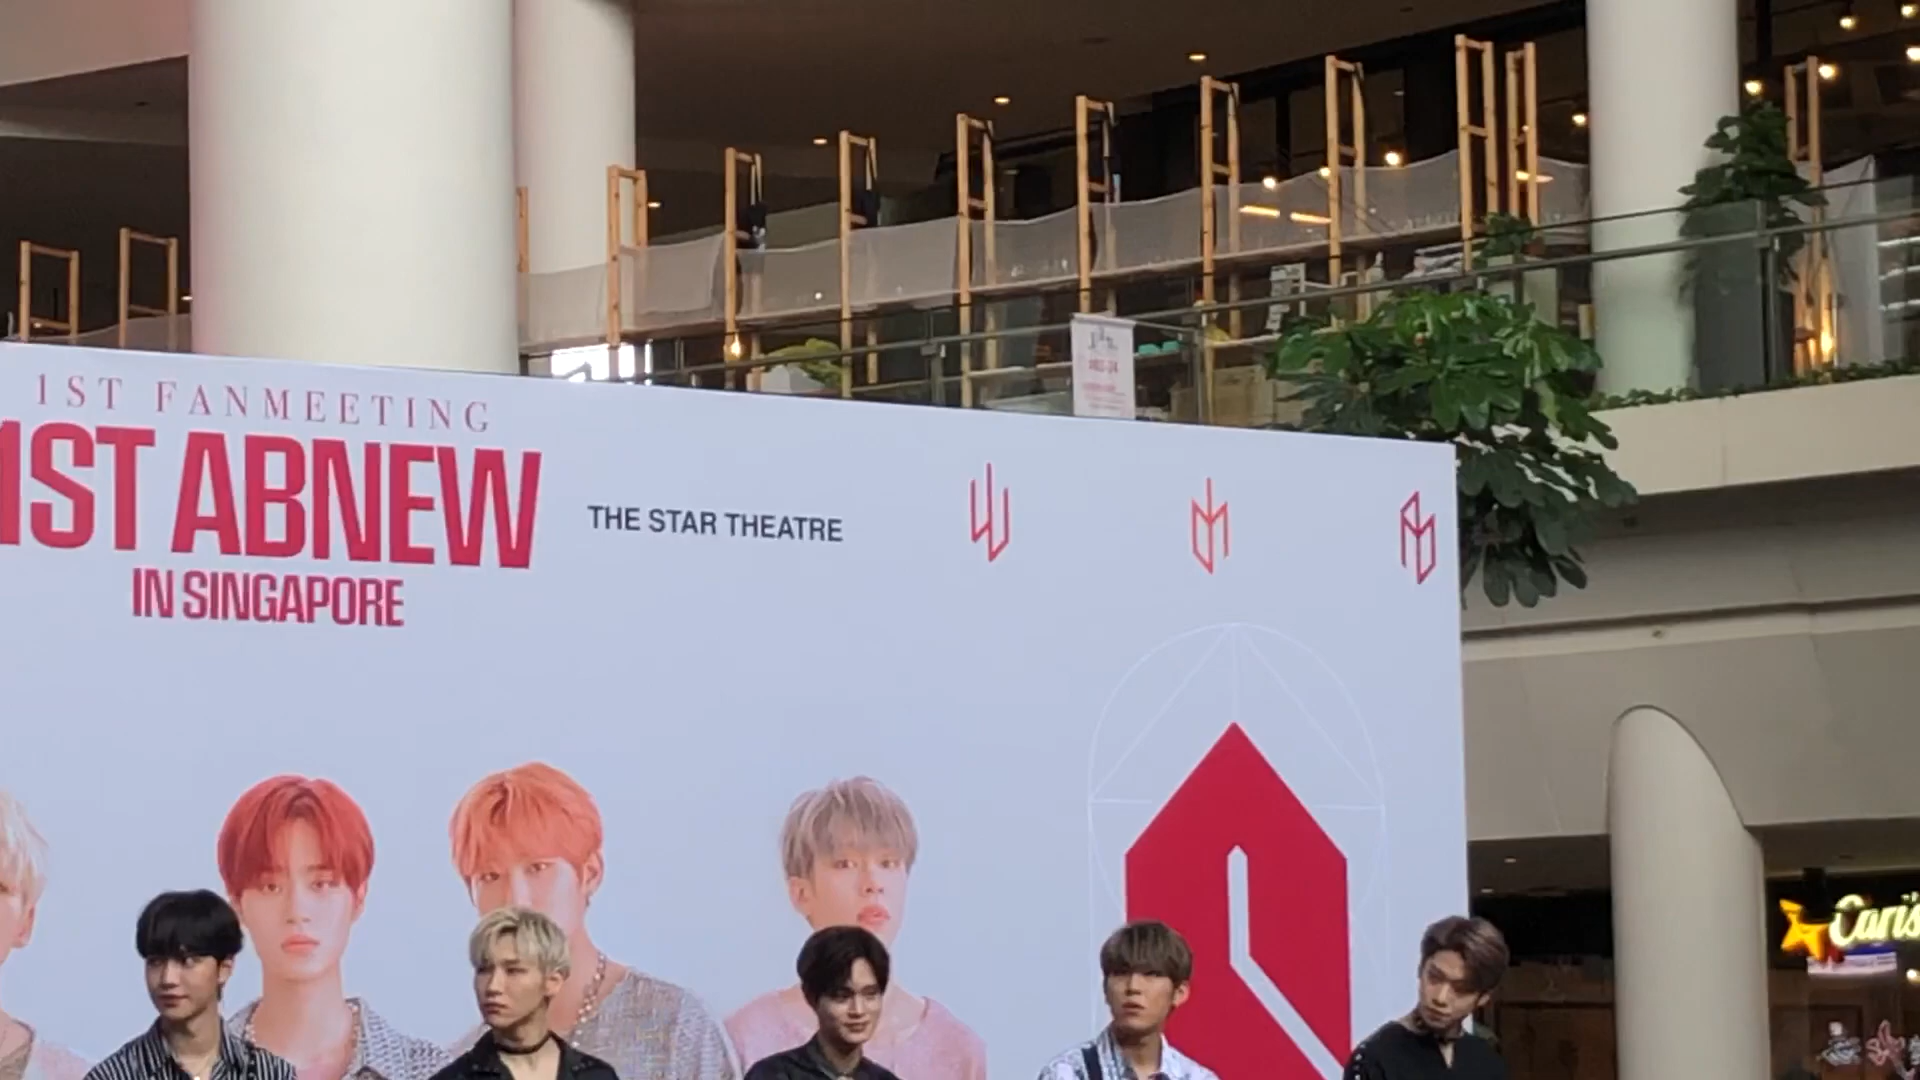 1ST FANMEETING
1ST ABNEW
IN SINGAPORE
THE STAR THEATRE